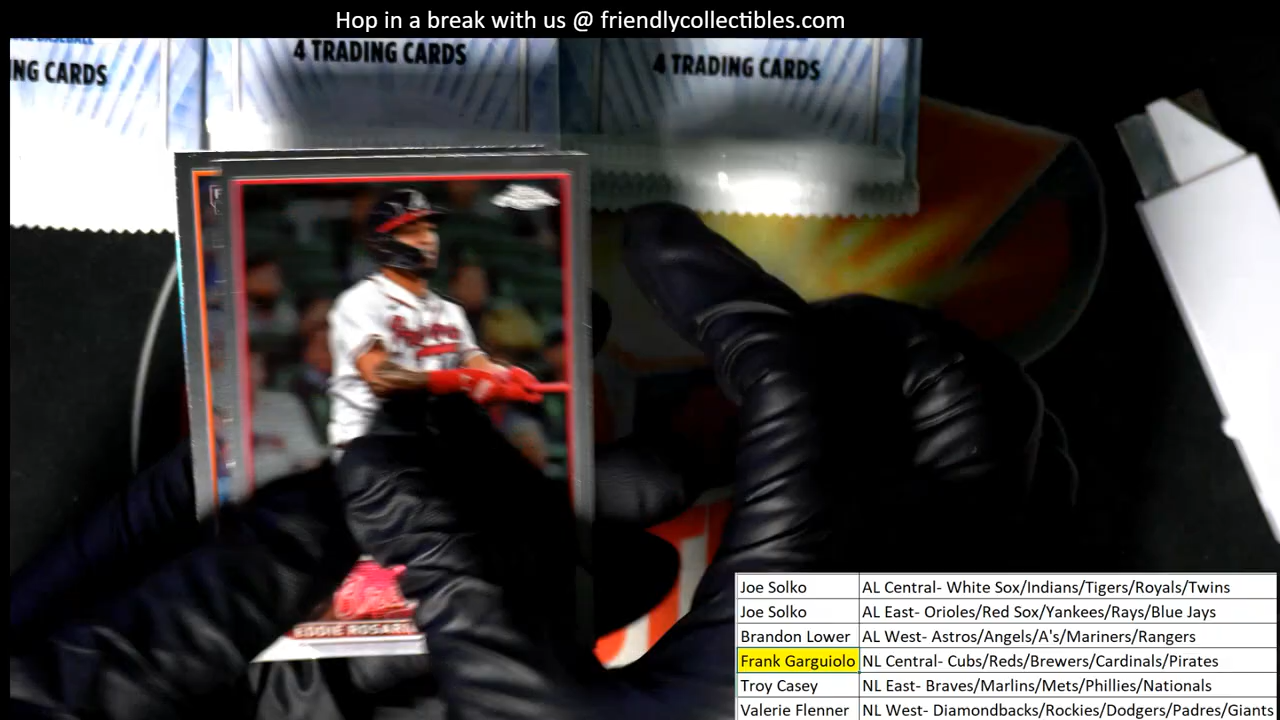 Hop in a break with us @ friendlycollectibles.com
BASEBALL
NG CARDS
4 TRADING CARDS
4 TRADING CARDS
EDDIE ROSARI
Joe Solko AL Central- White Sox/Indians/Tigers/Royals/Twins
Joe Solko AL East- Orioles/Red Sox/Yankees/Rays/Blue Jays
Brandon Lower AL West- Astros/Angels/A's/Mariners/Rangers
Frank Garguiolo NL Central- Cubs/Reds/Brewers/Cardinals/Pirates
Troy Casey NL East- Braves/Marlins/Mets/Phillies/Nationals
Valerie Flenner NL West- Diamondbacks/Rockies/Dodgers/Padres/Giants